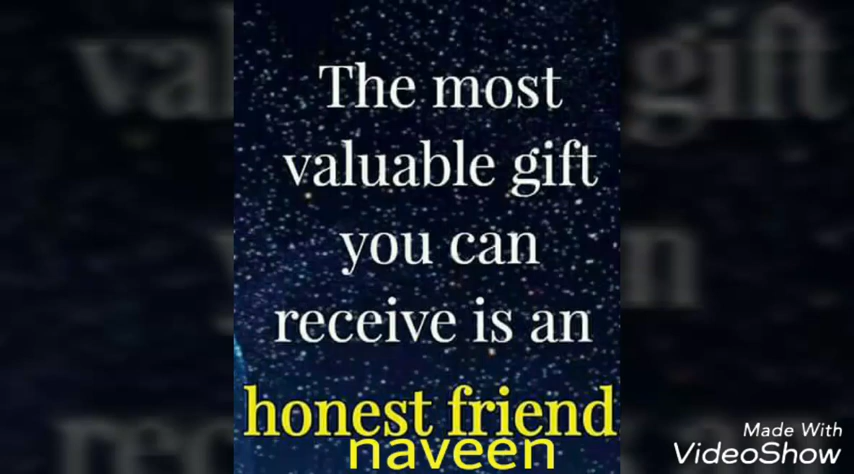 The most
valuable gift
you can
receive is an
honest friend
naveen
Made With
VideoShow